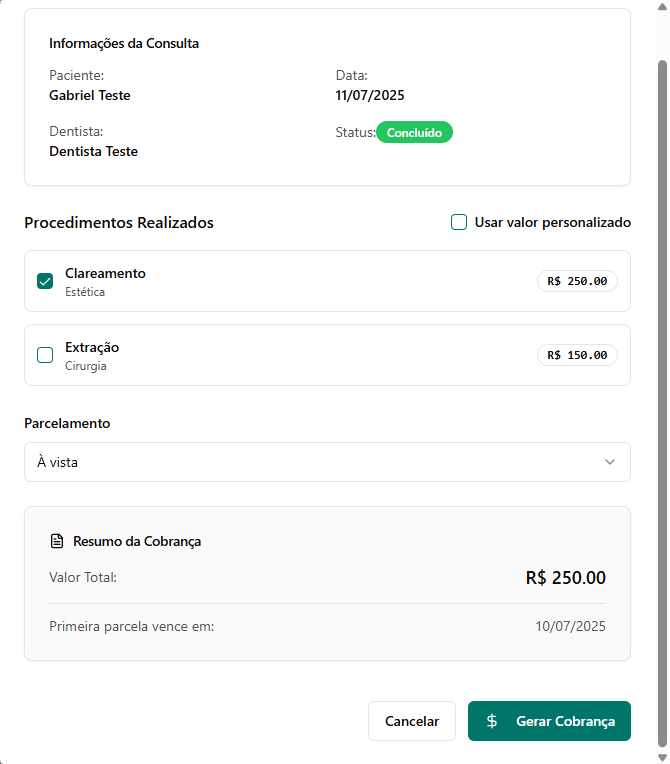 Informações da Consulta
Paciente:
Gabriel Teste
Data:
11/07/2025
Dentista:
Dentista Teste
Status: Concluído
Procedimentos Realizados
Usar valor personalizado
Clareamento
Estética
R$ 250.00
Extração
Cirurgia
R$ 150.00
Parcelamento
À vista
Resumo da Cobrança
Valor Total: R$ 250.00
Primeira parcela vence em: 10/07/2025
Cancelar
$ Gerar Cobrança